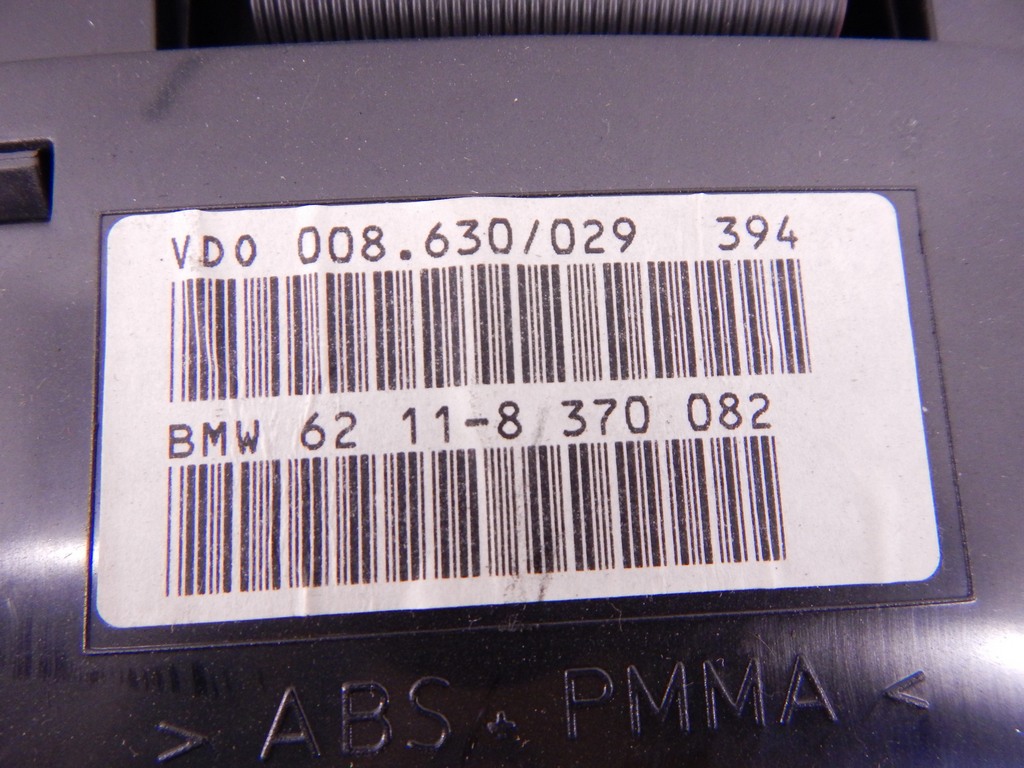 VDO 008.630/029 394
BMW 62 11-8 370 082
> ABS * PMMA <